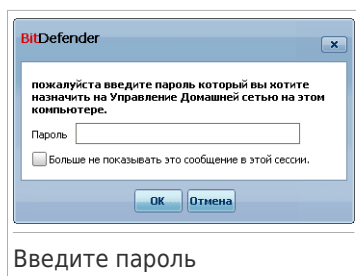 BitDefender
пожалуйста введите пароль который вы хотите
назначить на Управление Домашней сетью на этом
компьютере.
Пароль
Больше не показывать это сообщение в этой сессии.
OK Отмена
Введите пароль